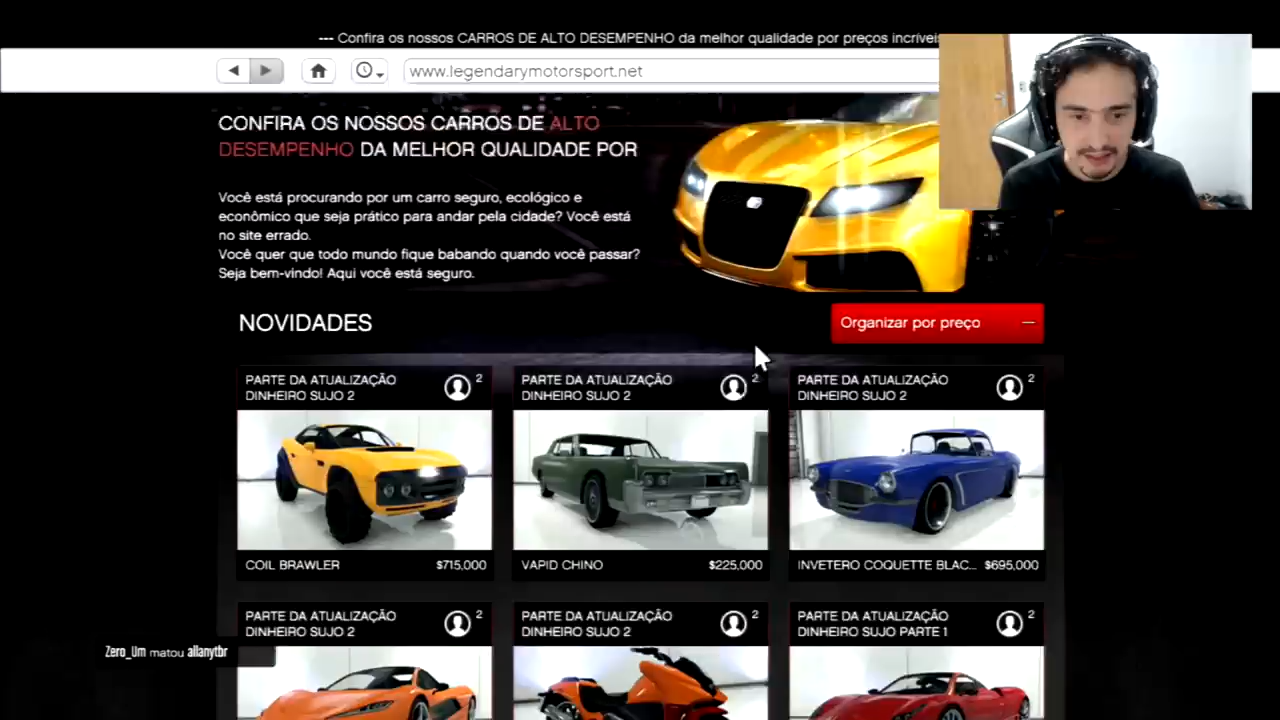 --- Confira os nossos CARROS DE ALTO DESEMPENHO da melhor qualidade por preços incríveis
www.legendarymotorsport.net
CONFIRA OS NOSSOS CARROS DE ALTO
DESEMPENHO DA MELHOR QUALIDADE POR
Você está procurando por um carro seguro, ecológico e
econômico que seja prático para andar pela cidade? Você está
no site errado.
Você quer que todo mundo fique babando quando você passar?
Seja bem-vindo! Aqui você está seguro.
NOVIDADES
Organizar por preço —
PARTE DA ATUALIZAÇÃO
DINHEIRO SUJO 2
2
PARTE DA ATUALIZAÇÃO
DINHEIRO SUJO 2
2
PARTE DA ATUALIZAÇÃO
DINHEIRO SUJO 2
2
COIL BRAWLER $715,000
VAPID CHINO $225,000
INVETERO COQUETTE BLAC... $695,000
PARTE DA ATUALIZAÇÃO
DINHEIRO SUJO 2
2
PARTE DA ATUALIZAÇÃO
DINHEIRO SUJO 2
2
PARTE DA ATUALIZAÇÃO
DINHEIRO SUJO PARTE 1
2
Zero_Um matou allanytbr